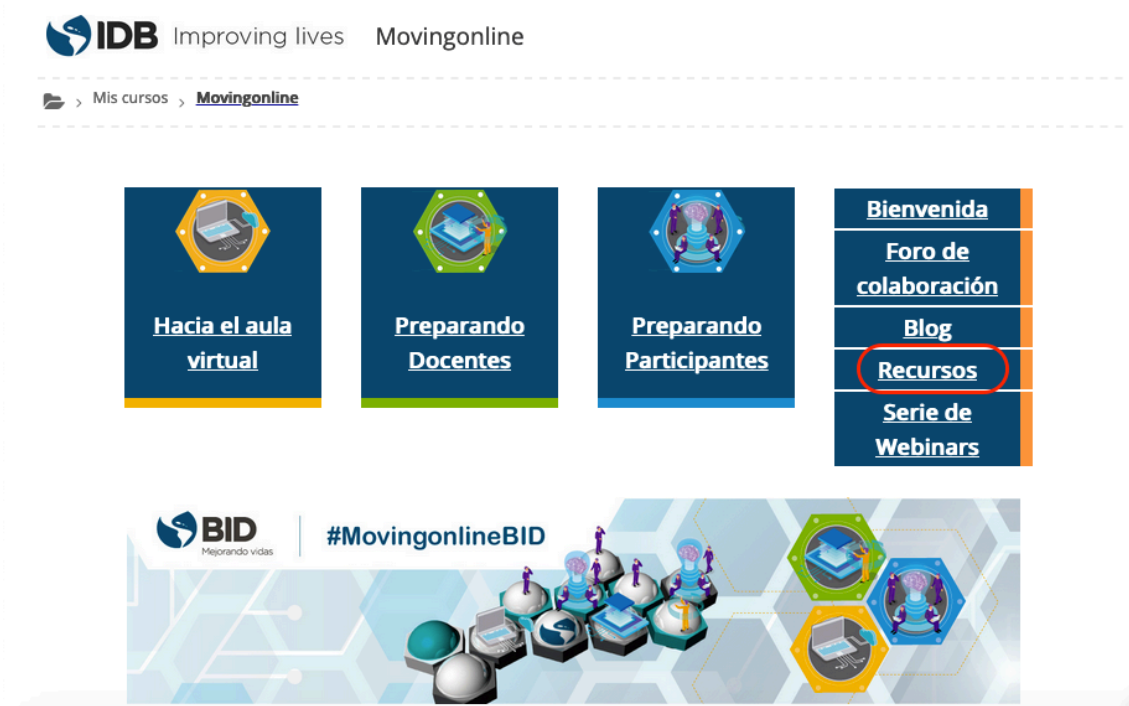 IDB Improving lives Movingonline
> Mis cursos > Movingonline
Hacia el aula
virtual
Preparando
Docentes
Preparando
Participantes
Bienvenida
Foro de
colaboración
Blog
Recursos
Serie de
Webinars
BID
Mejorando vidas
#MovingonlineBID